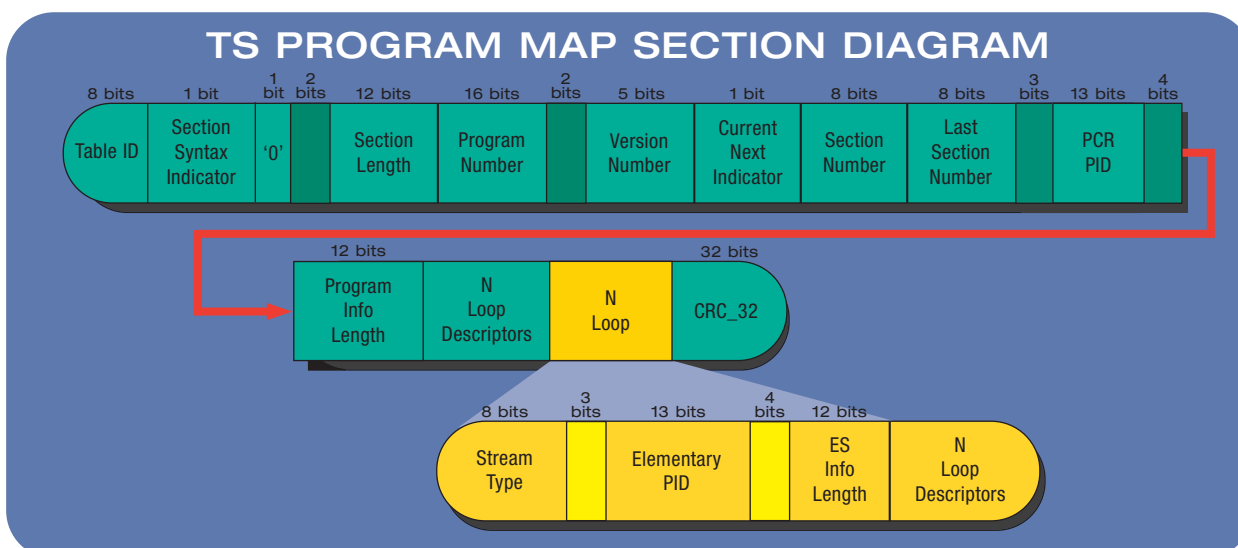 TS PROGRAM MAP SECTION DIAGRAM
8 bits
1 bit
1
bit
2
bits
12 bits
16 bits
2
bits
5 bits
1 bit
8 bits
8 bits
3
bits
13 bits
4
bits
Table ID
Section
Syntax
Indicator
‘0’
Section
Length
Program
Number
Version
Number
Current
Next
Indicator
Section
Number
Last
Section
Number
PCR
PID
12 bits
32 bits
Program
Info
Length
N
Loop
Descriptors
N
Loop
CRC_32
8 bits
3
bits
13 bits
4
bits
12 bits
Stream
Type
Elementary
PID
ES
Info
Length
N
Loop
Descriptors